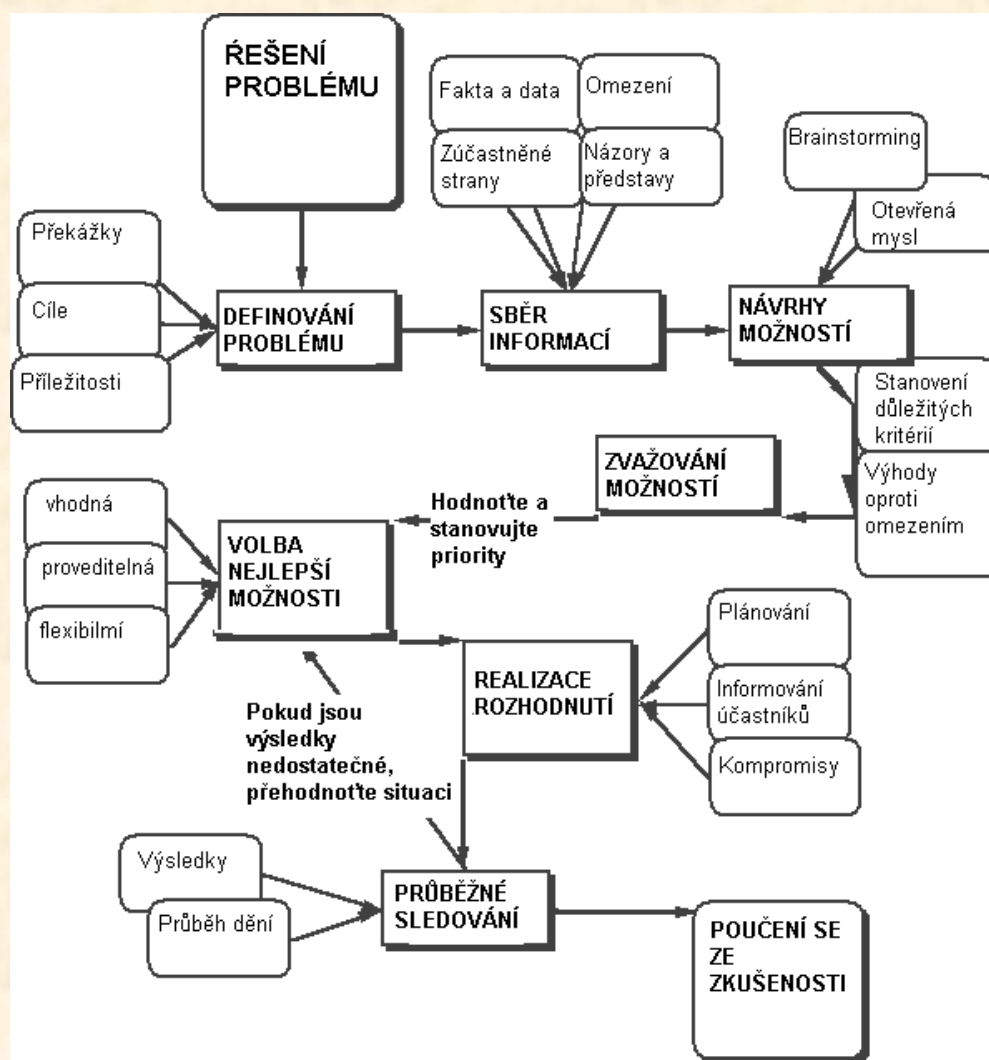 ŔEŠENÍ
PROBLÉMU
Fakta a data
Omezení
Zúčastněné
strany
Názory a
představy
Brainstorming
Otevřená
mysl
Překážky
Cíle
Příležitosti
DEFINOVÁNÍ
PROBLÉMU
SBĚR
INFORMACÍ
NÁVRHY
MOŽNOSTÍ
Stanovení
důležitých
kritérií
Výhody
oproti
omezením
ZVAŽOVÁNÍ
MOŽNOSTÍ
Hodnoťte a
stanovujte
priority
vhodná
proveditelná
flexibilmí
VOLBA
NEJLEPŠÍ
MOŽNOSTI
REALIZACE
ROZHODNUTÍ
Plánování
Informování
účastníků
Kompromisy
Pokud jsou
výsledky
nedostatečné,
přehodnoťte situaci
Výsledky
Průběh dění
PRŮBĚŽNÉ
SLEDOVÁNÍ
POUČENÍ SE
ZE
ZKUŠENOSTI